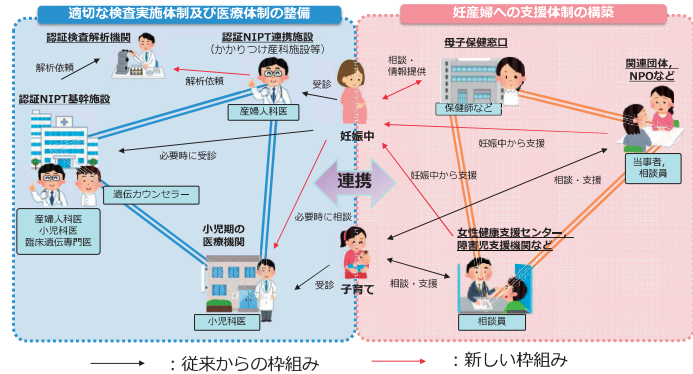 適切な検査実施体制及び医療体制の整備
妊産婦への支援体制の構築
認証検査解析機関
認証NIPT連携施設
(かかりつけ産科施設等)
解析依頼
解析依頼
産婦人科医
受診
相談・
情報提供
母子保健窓口
保健師など
関連団体,
NPOなど
当事者,
相談員
認証NIPT基幹施設
必要時に受診
妊娠中
妊娠中から支援
妊娠中から支援
連携
相談・支援
遺伝カウンセラー
産婦人科医
小児科医
臨床遺伝専門医
小児期の
医療機関
必要時に相談
小児科医
受診
子育て
相談・支援
女性健康支援センター,
障害児支援機関など
相談員
:従来からの枠組み
:新しい枠組み